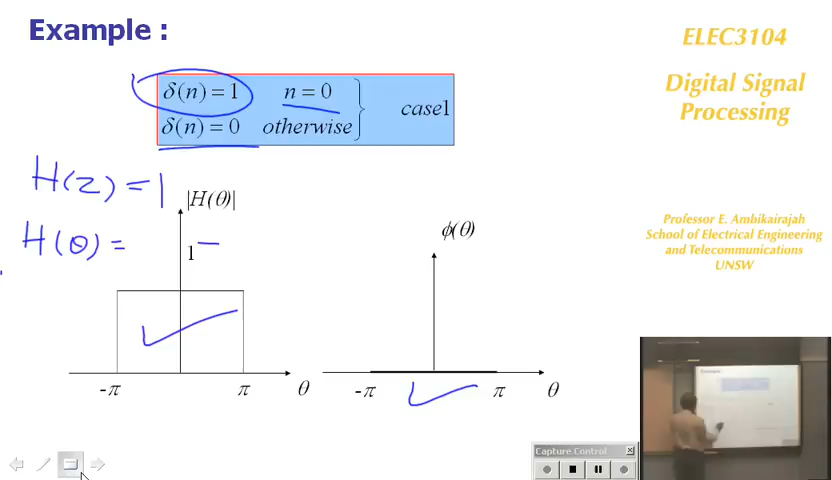 Example :
δ(n) = 1 n = 0
δ(n) = 0 otherwise
case1
H(z) = 1
|H(θ)|
H(θ) =
1
ϕ(θ)
-π π θ
-π π θ
ELEC3104
Digital Signal
Processing
Professor E. Ambikairajah
School of Electrical Engineering
and Telecommunications
UNSW
Capture Control